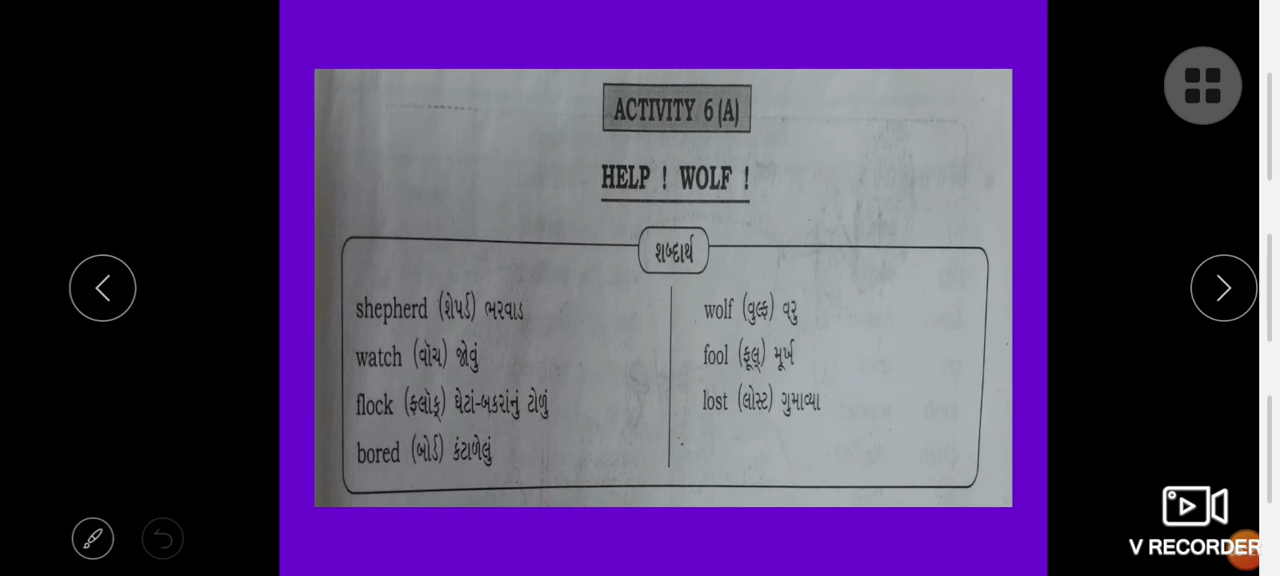 ACTIVITY 6 (A)
HELP ! WOLF !
શબ્દાર્થ
shepherd (શેપર્ડ) ભરવાડ
watch (વૉચ) જોવું
flock (ફ્લૉક્) ઘેટાં-બકરાંનું ટોળું
bored (બોર્ડ) કંટાળેલું
wolf (વુલ્ફ) વરુ
fool (ફૂલ્) મૂર્ખ
lost (લોસ્ટ) ગુમાવ્યા
V RECORDER